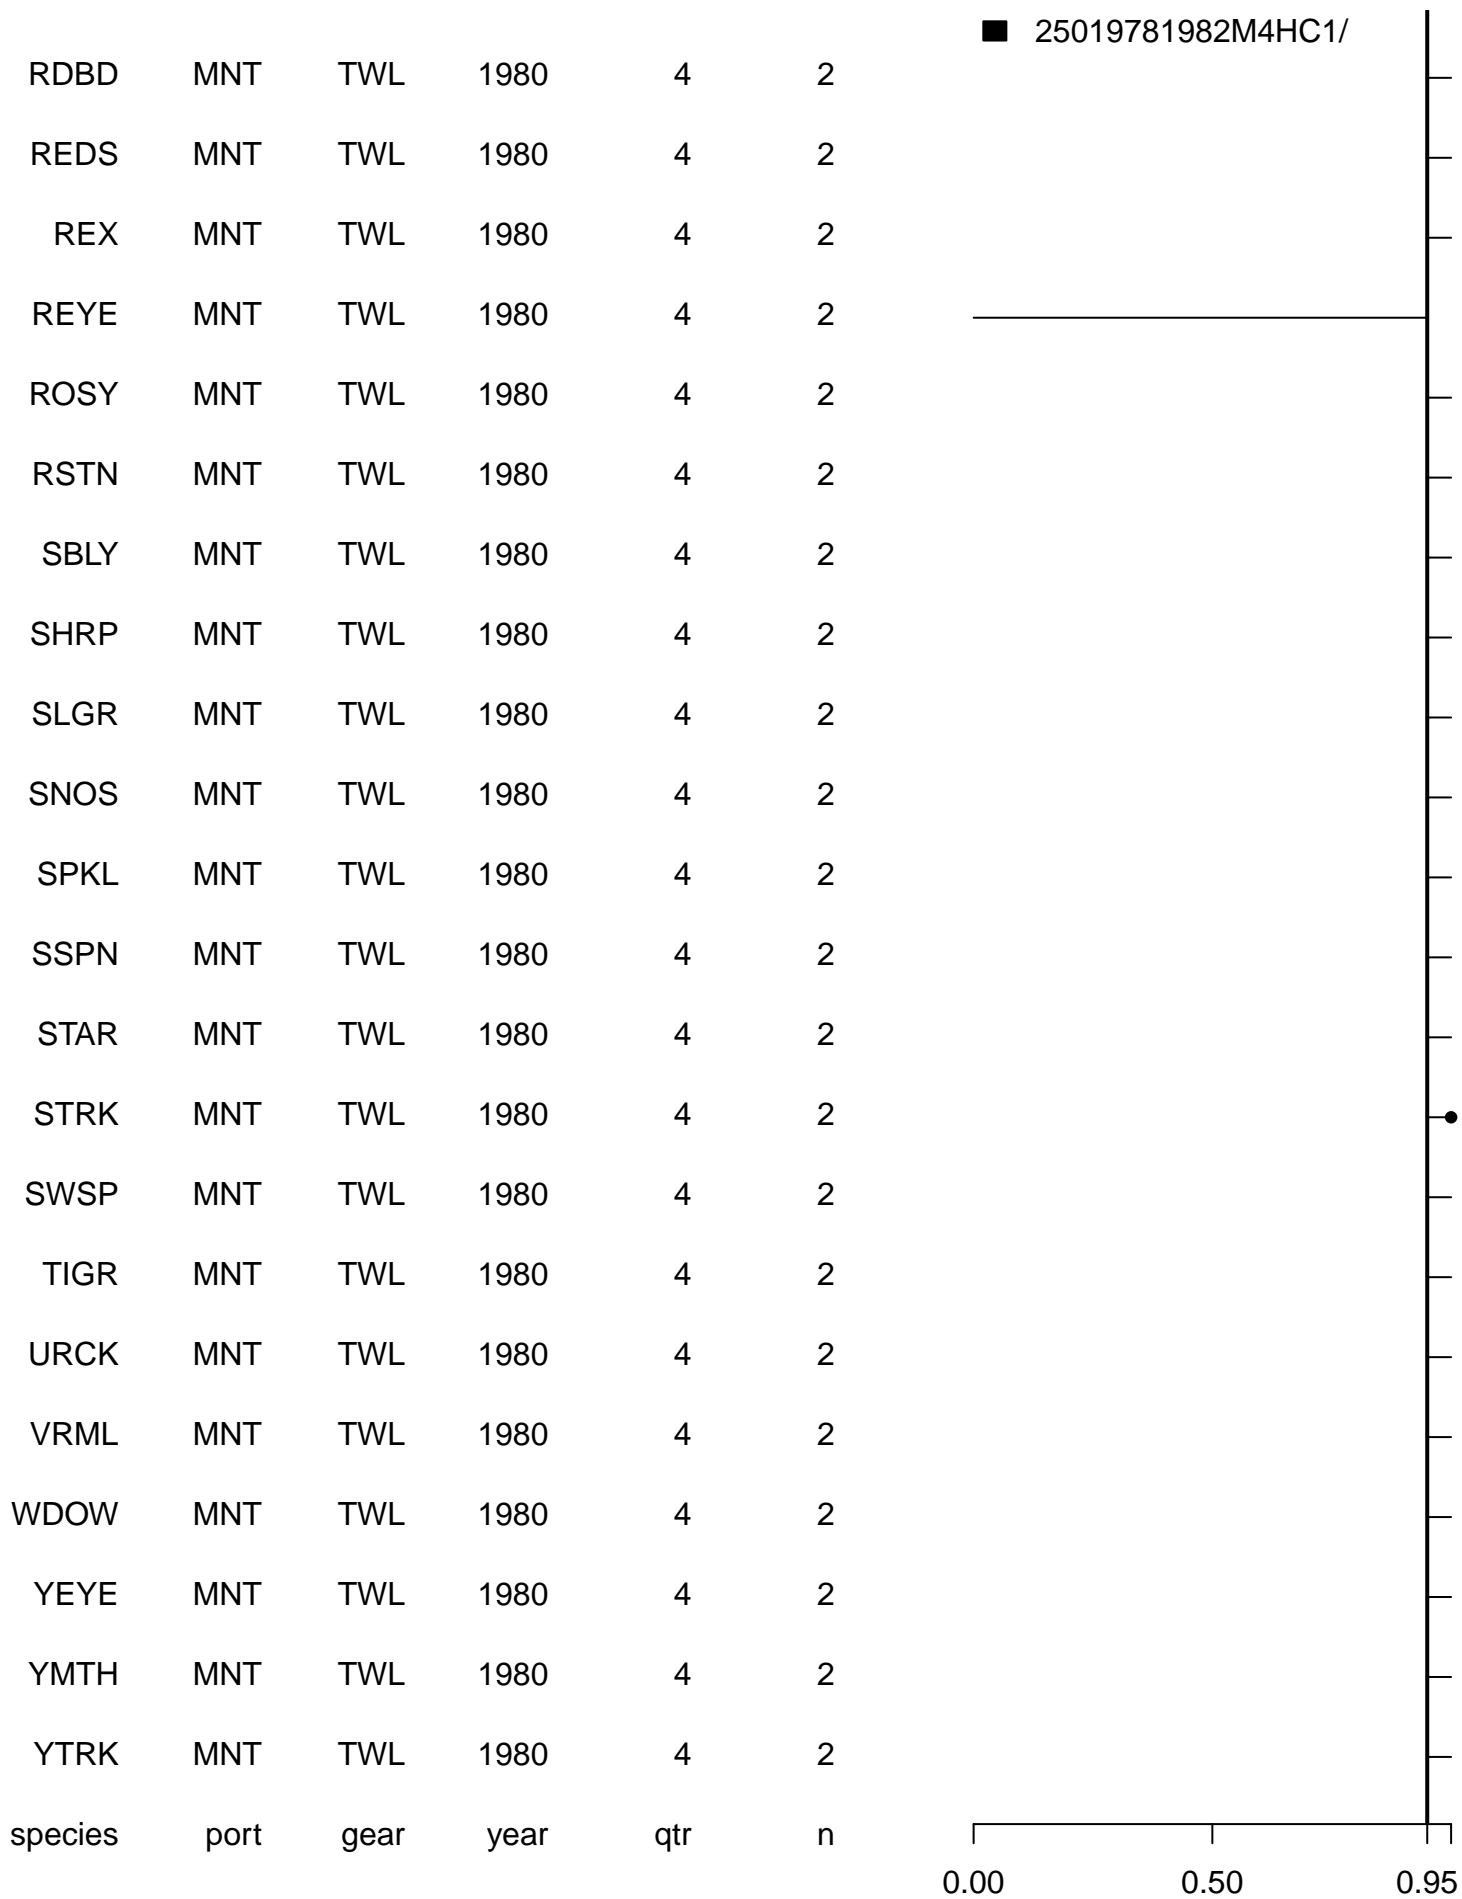 25019781982M4HC1/
RDBD MNT TWL 1980 4 2
REDS MNT TWL 1980 4 2
REX MNT TWL 1980 4 2
REYE MNT TWL 1980 4 2
ROSY MNT TWL 1980 4 2
RSTN MNT TWL 1980 4 2
SBLY MNT TWL 1980 4 2
SHRP MNT TWL 1980 4 2
SLGR MNT TWL 1980 4 2
SNOS MNT TWL 1980 4 2
SPKL MNT TWL 1980 4 2
SSPN MNT TWL 1980 4 2
STAR MNT TWL 1980 4 2
STRK MNT TWL 1980 4 2
SWSP MNT TWL 1980 4 2
TIGR MNT TWL 1980 4 2
URCK MNT TWL 1980 4 2
VRML MNT TWL 1980 4 2
WDOW MNT TWL 1980 4 2
YEYE MNT TWL 1980 4 2
YMTH MNT TWL 1980 4 2
YTRK MNT TWL 1980 4 2
species port gear year qtr n
0.00 0.50 0.95